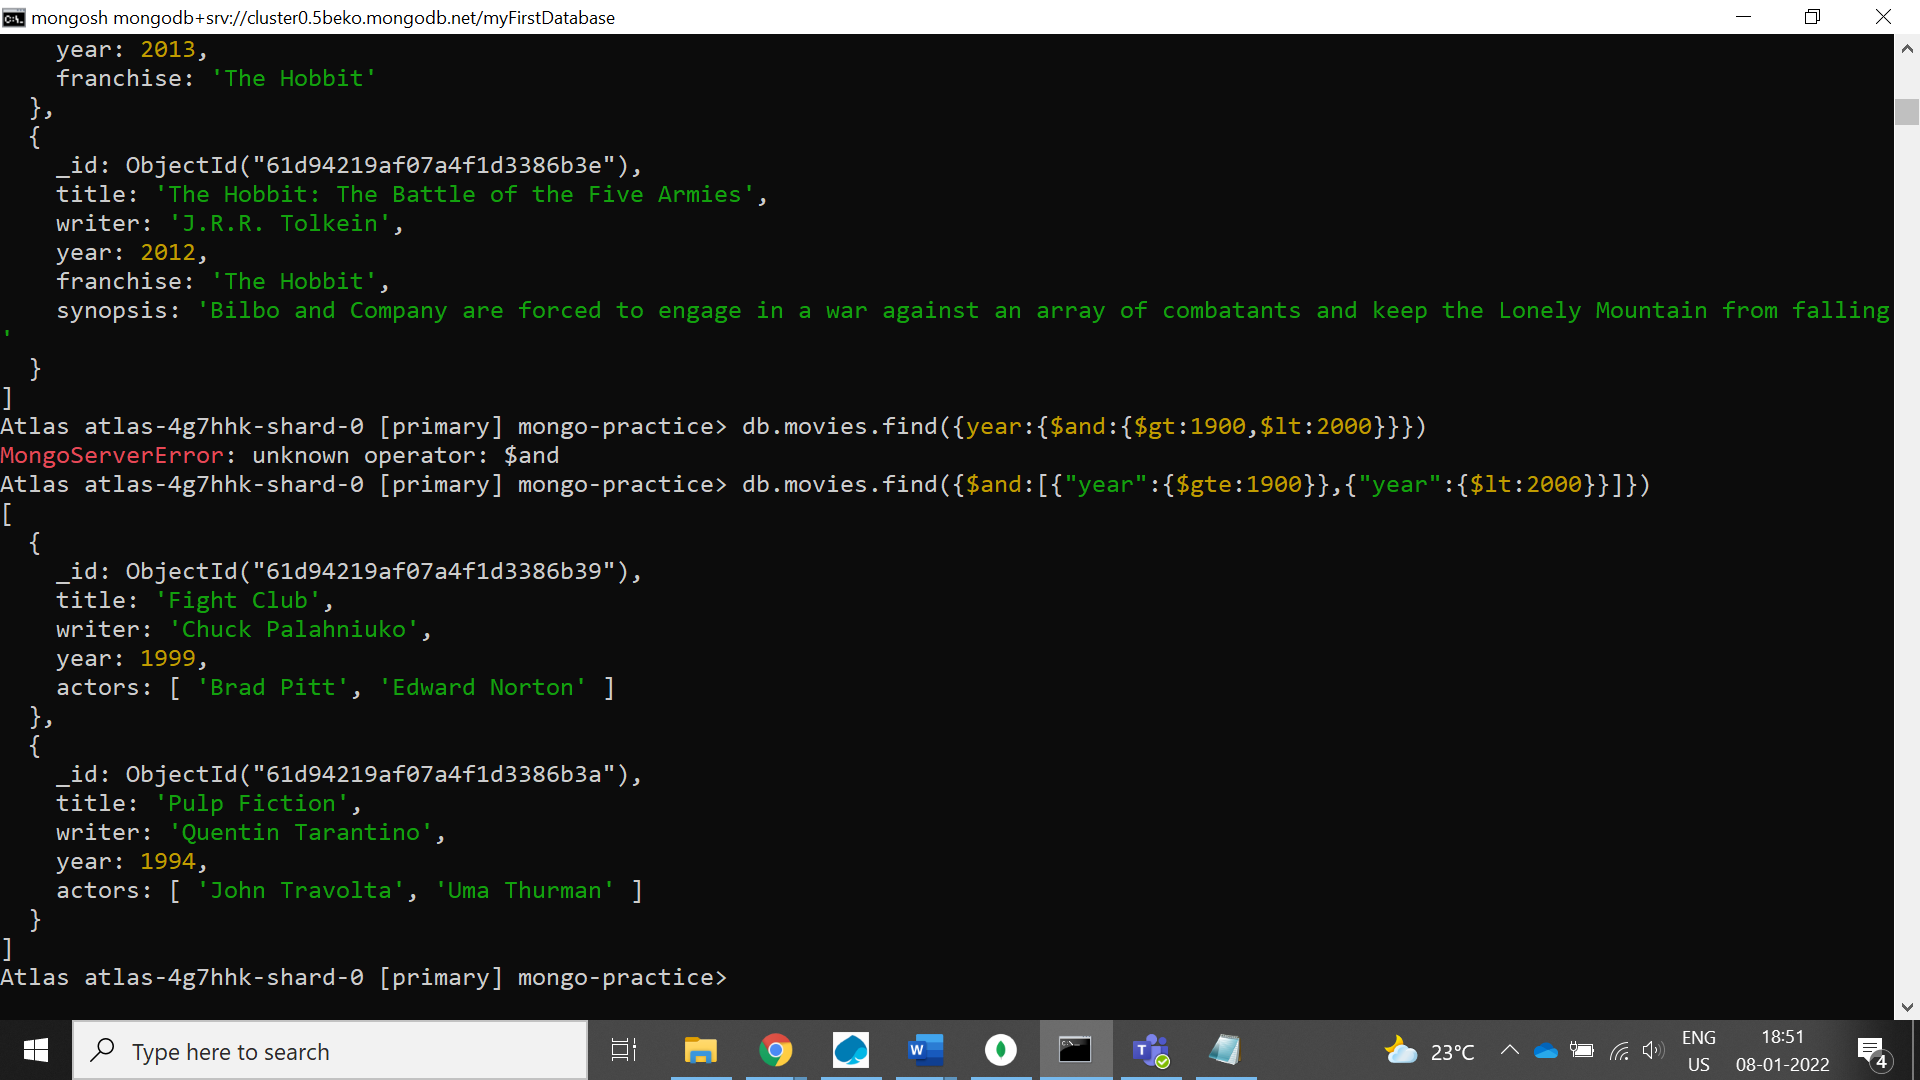 mongosh mongodb+srv://cluster0.5beko.mongodb.net/myFirstDatabase
    year: 2013,
    franchise: 'The Hobbit'
  },
  {
    _id: ObjectId("61d94219af07a4f1d3386b3e"),
    title: 'The Hobbit: The Battle of the Five Armies',
    writer: 'J.R.R. Tolkein',
    year: 2012,
    franchise: 'The Hobbit',
    synopsis: 'Bilbo and Company are forced to engage in a war against an array of combatants and keep the Lonely Mountain from falling
'
  }
]
Atlas atlas-4g7hhk-shard-0 [primary] mongo-practice> db.movies.find({year:{$and:{$gt:1900,$lt:2000}}})
MongoServerError: unknown operator: $and
Atlas atlas-4g7hhk-shard-0 [primary] mongo-practice> db.movies.find({$and:[{"year":{$gte:1900}},{"year":{$lt:2000}}]})
[
  {
    _id: ObjectId("61d94219af07a4f1d3386b39"),
    title: 'Fight Club',
    writer: 'Chuck Palahniuko',
    year: 1999,
    actors: [ 'Brad Pitt', 'Edward Norton' ]
  },
  {
    _id: ObjectId("61d94219af07a4f1d3386b3a"),
    title: 'Pulp Fiction',
    writer: 'Quentin Tarantino',
    year: 1994,
    actors: [ 'John Travolta', 'Uma Thurman' ]
  }
]
Atlas atlas-4g7hhk-shard-0 [primary] mongo-practice>
Type here to search
23°C
ENG
US
18:51
08-01-2022
4